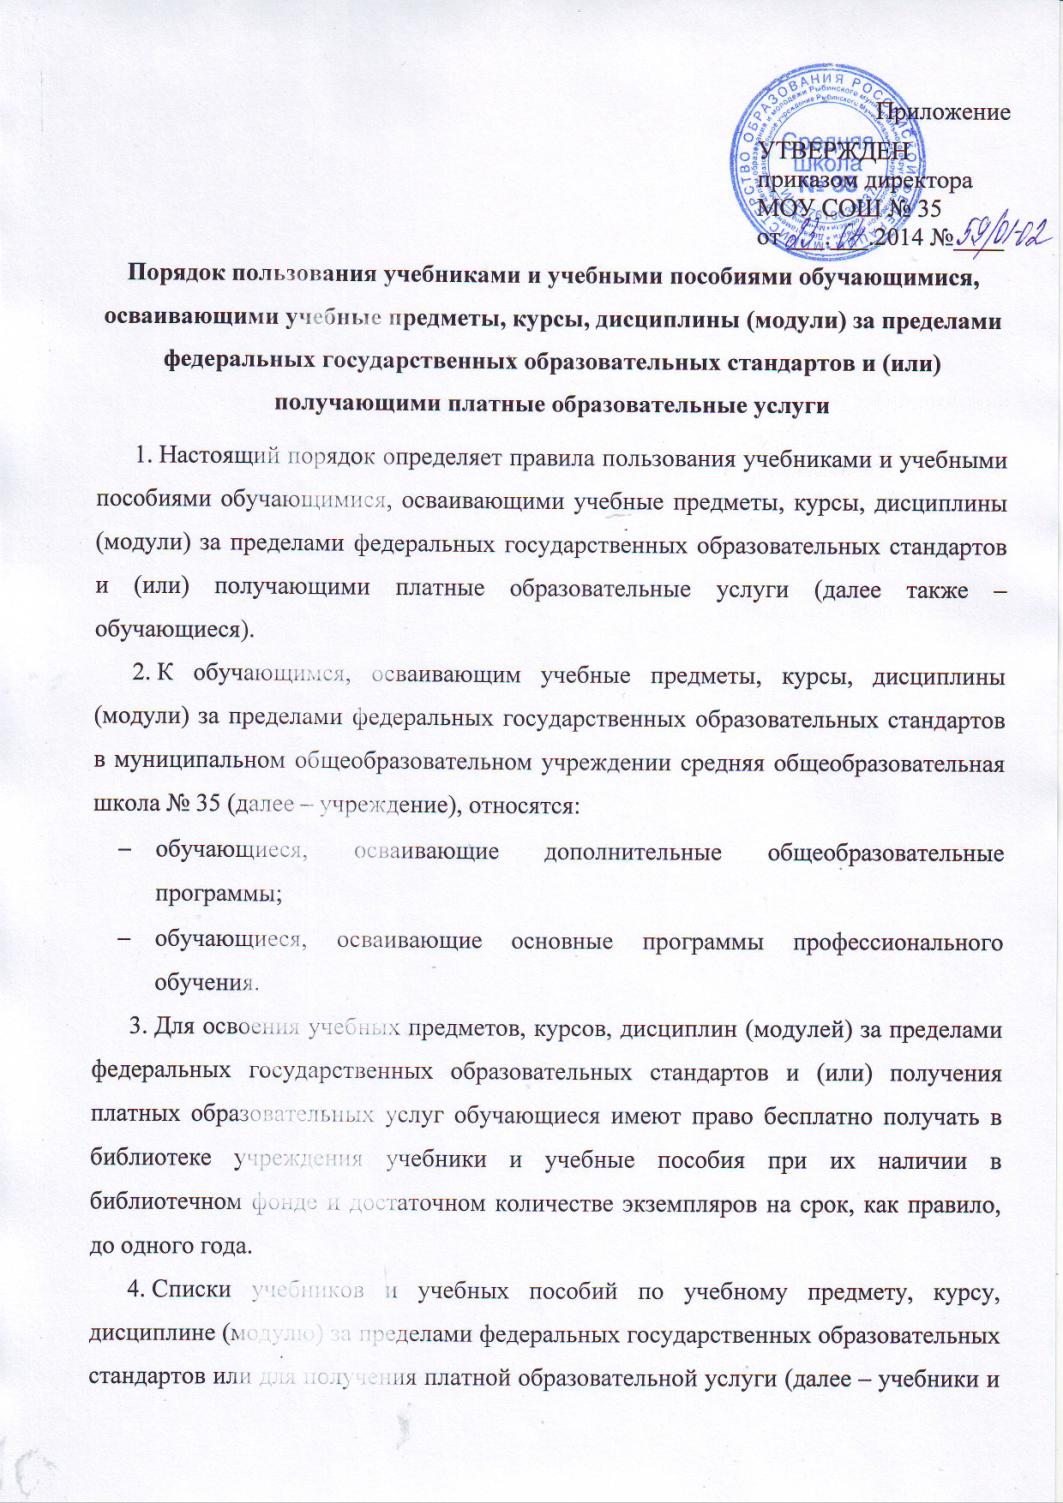 Приложение
УТВЕРЖДЕН
приказом директора
МОУ СОШ № 35
от . .2014 № 59/01-02
Средняя
школа
№ 35
Порядок пользования учебниками и учебными пособиями обучающимися,
осваивающими учебные предметы, курсы, дисциплины (модули) за пределами
федеральных государственных образовательных стандартов и (или)
получающими платные образовательные услуги
1. Настоящий порядок определяет правила пользования учебниками и учебными
пособиями обучающимися, осваивающими учебные предметы, курсы, дисциплины
(модули) за пределами федеральных государственных образовательных стандартов
и (или) получающими платные образовательные услуги (далее также –
обучающиеся).
2. К обучающимся, осваивающим учебные предметы, курсы, дисциплины
(модули) за пределами федеральных государственных образовательных стандартов
в муниципальном общеобразовательном учреждении средняя общеобразовательная
школа № 35 (далее – учреждение), относятся:
– обучающиеся, осваивающие дополнительные общеобразовательные
программы;
– обучающиеся, осваивающие основные программы профессионального
обучения.
3. Для освоения учебных предметов, курсов, дисциплин (модулей) за пределами
федеральных государственных образовательных стандартов и (или) получения
платных образовательных услуг обучающиеся имеют право бесплатно получать в
библиотеке учреждения учебники и учебные пособия при их наличии в
библиотечном фонде и достаточном количестве экземпляров на срок, как правило,
до одного года.
4. Списки учебников и учебных пособий по учебному предмету, курсу,
дисциплине (модулю) за пределами федеральных государственных образовательных
стандартов или для получения платной образовательной услуги (далее – учебники и